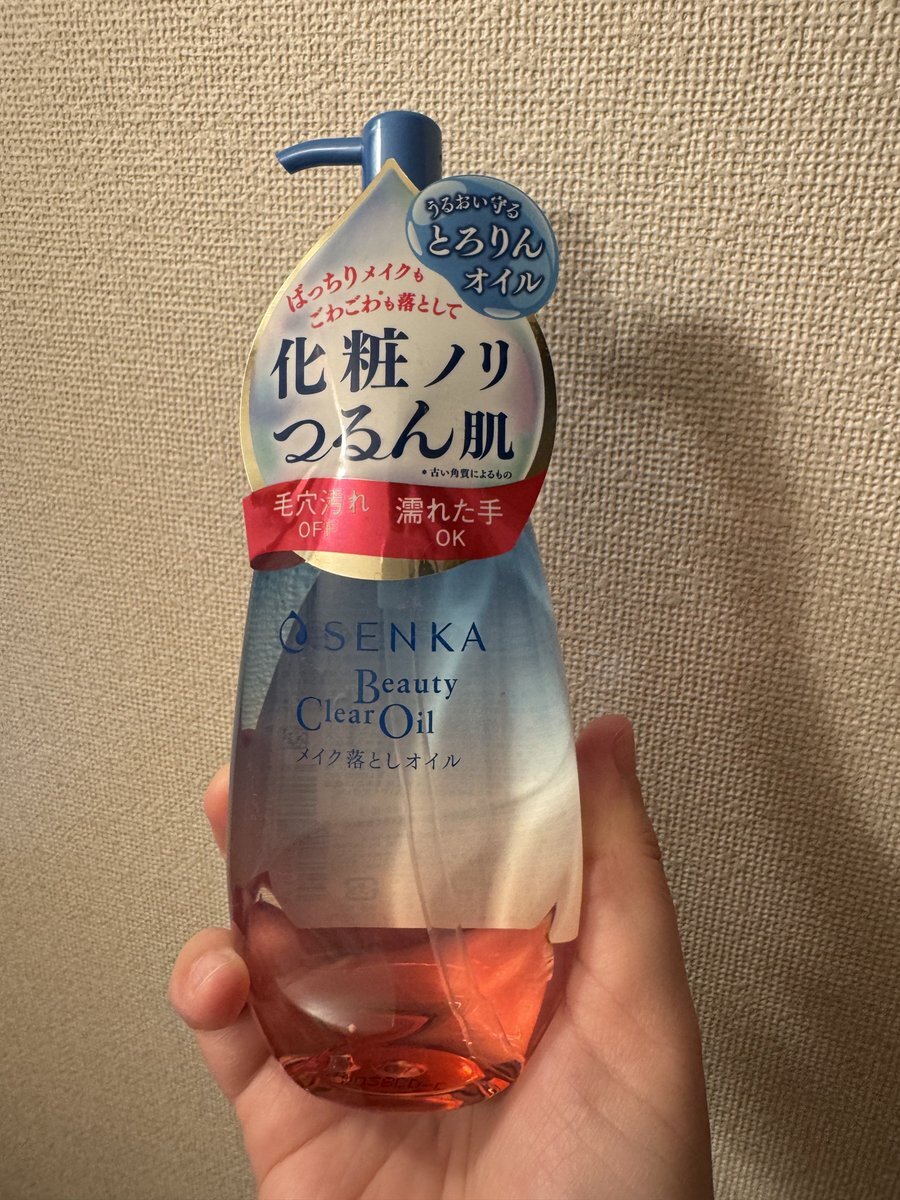 うるおい守る
とろりん
オイル
ばっちりメイクも
ごわごわ*も落として
化粧ノリ
つるん肌
*古い角質によるもの
毛穴汚れ
濡れた手
OK
SENKA
Beauty
Clear Oil
メイク落としオイル